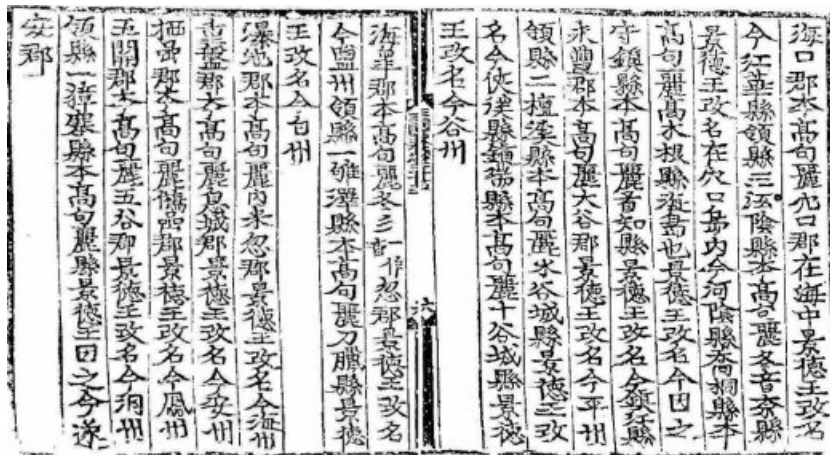 海口郡本高句麗穴口郡在海中景德王改名
今江華縣領縣三江陰縣本高句麗冬音奈縣
景德王改名在穴口島内今河陰縣喬桐縣本
高句麗高木根縣海島也景德王改名今因之
守鎮縣本高句麗首知縣景德王改名今鎮江縣
永豐郡本高句麗大谷郡景德王改名今平州
領縣二檀溪縣本高句麗水谷城縣景德王改
名今俠溪縣鎮瑞縣本高句麗十谷城縣景德
王改名今谷州
海皐郡本高句麗冬彡一作音忽郡景德王改名
今鹽州領縣一雊澤縣本高句麗刀臘縣景德
王改名今白州
瀑池郡本高句麗内米忽郡景德王改名今海州
重盤郡本高句麗息城郡景德王改名今安州
栖嵒郡本高句麗鵂嵒郡景德王改名今鳳州
五關郡本高句麗五谷郡景德王改名今洞州
領縣一獐塞縣本高句麗縣景德王因之今遂
安郡